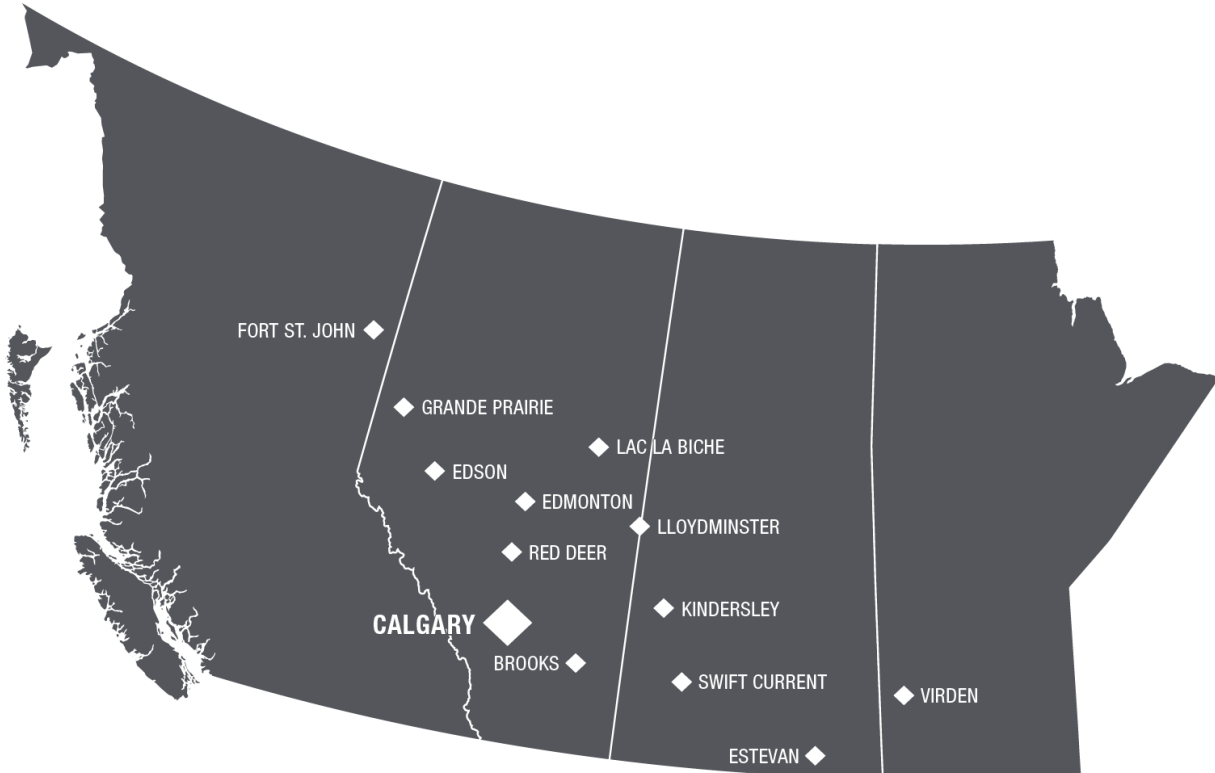 FORT ST. JOHN
GRANDE PRAIRIE
LAC LA BICHE
EDSON
EDMONTON
LLOYDMINSTER
RED DEER
KINDERSLEY
CALGARY
BROOKS
SWIFT CURRENT
VIRDEN
ESTEVAN